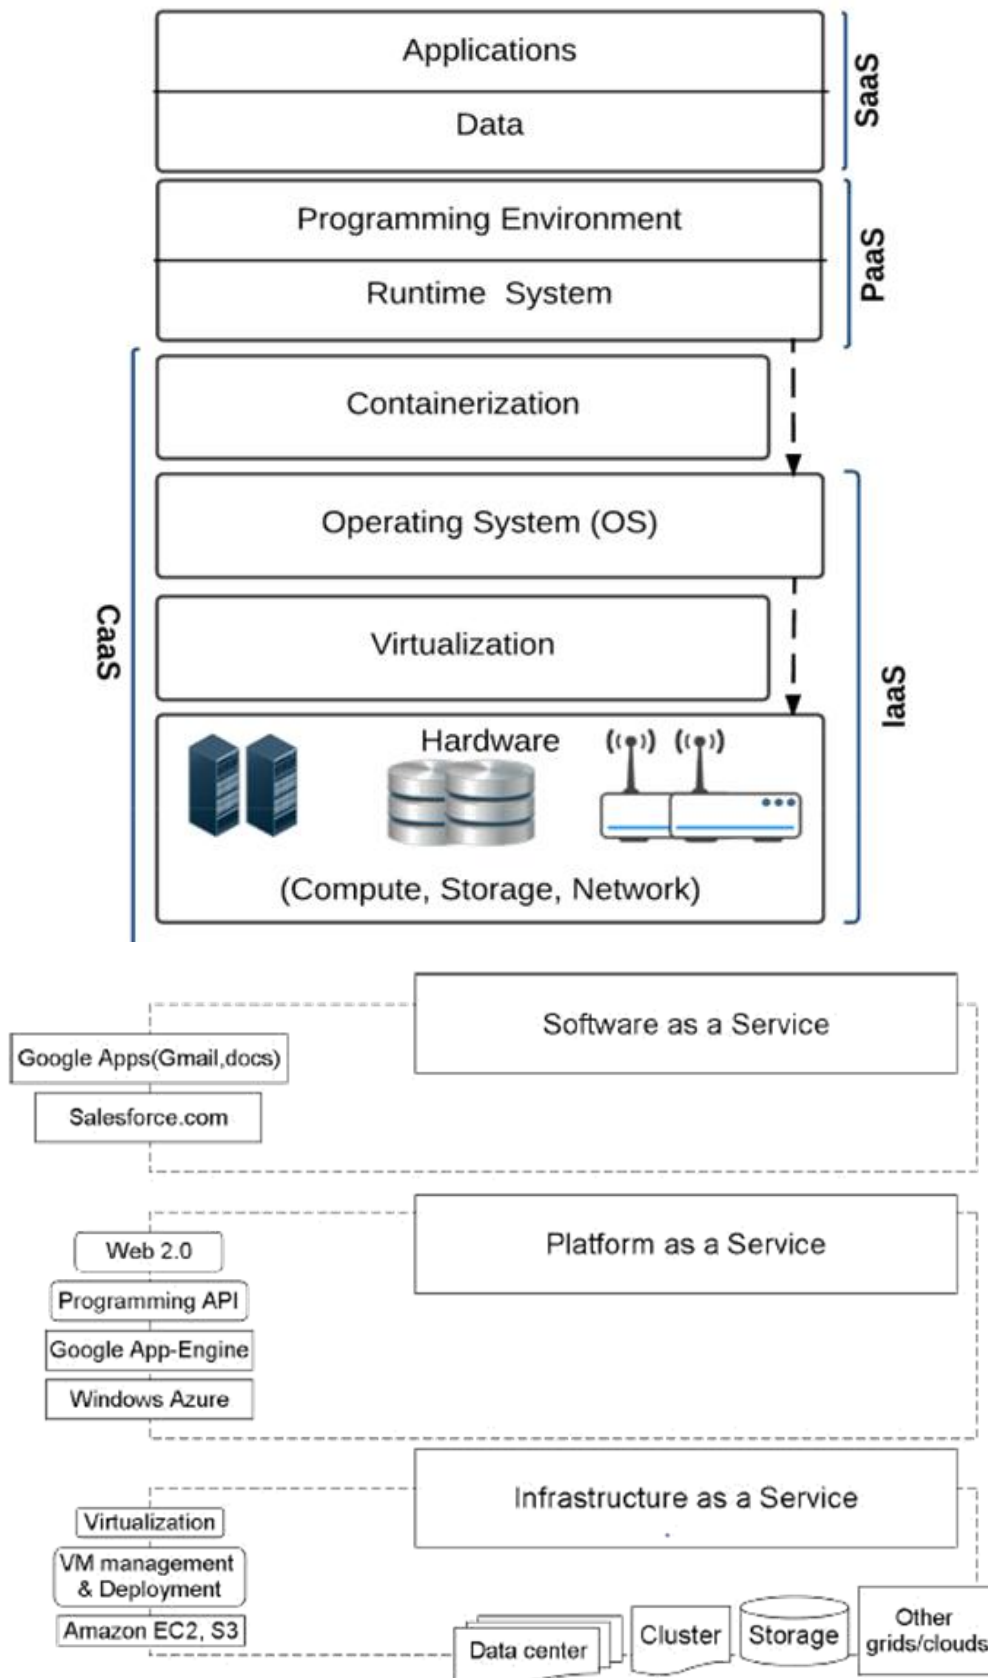 Applications
SaaS
Data
Programming Environment
PaaS
Runtime System
Containerization
Operating System (OS)
CaaS
Virtualization
IaaS
Hardware
(Compute, Storage, Network)
Software as a Service
Google Apps(Gmail,docs)
Salesforce.com
Platform as a Service
Web 2.0
Programming API
Google App-Engine
Windows Azure
Infrastructure as a Service
Virtualization
VM management
& Deployment
Amazon EC2, S3
Data center
Cluster
Storage
Other
grids/clouds